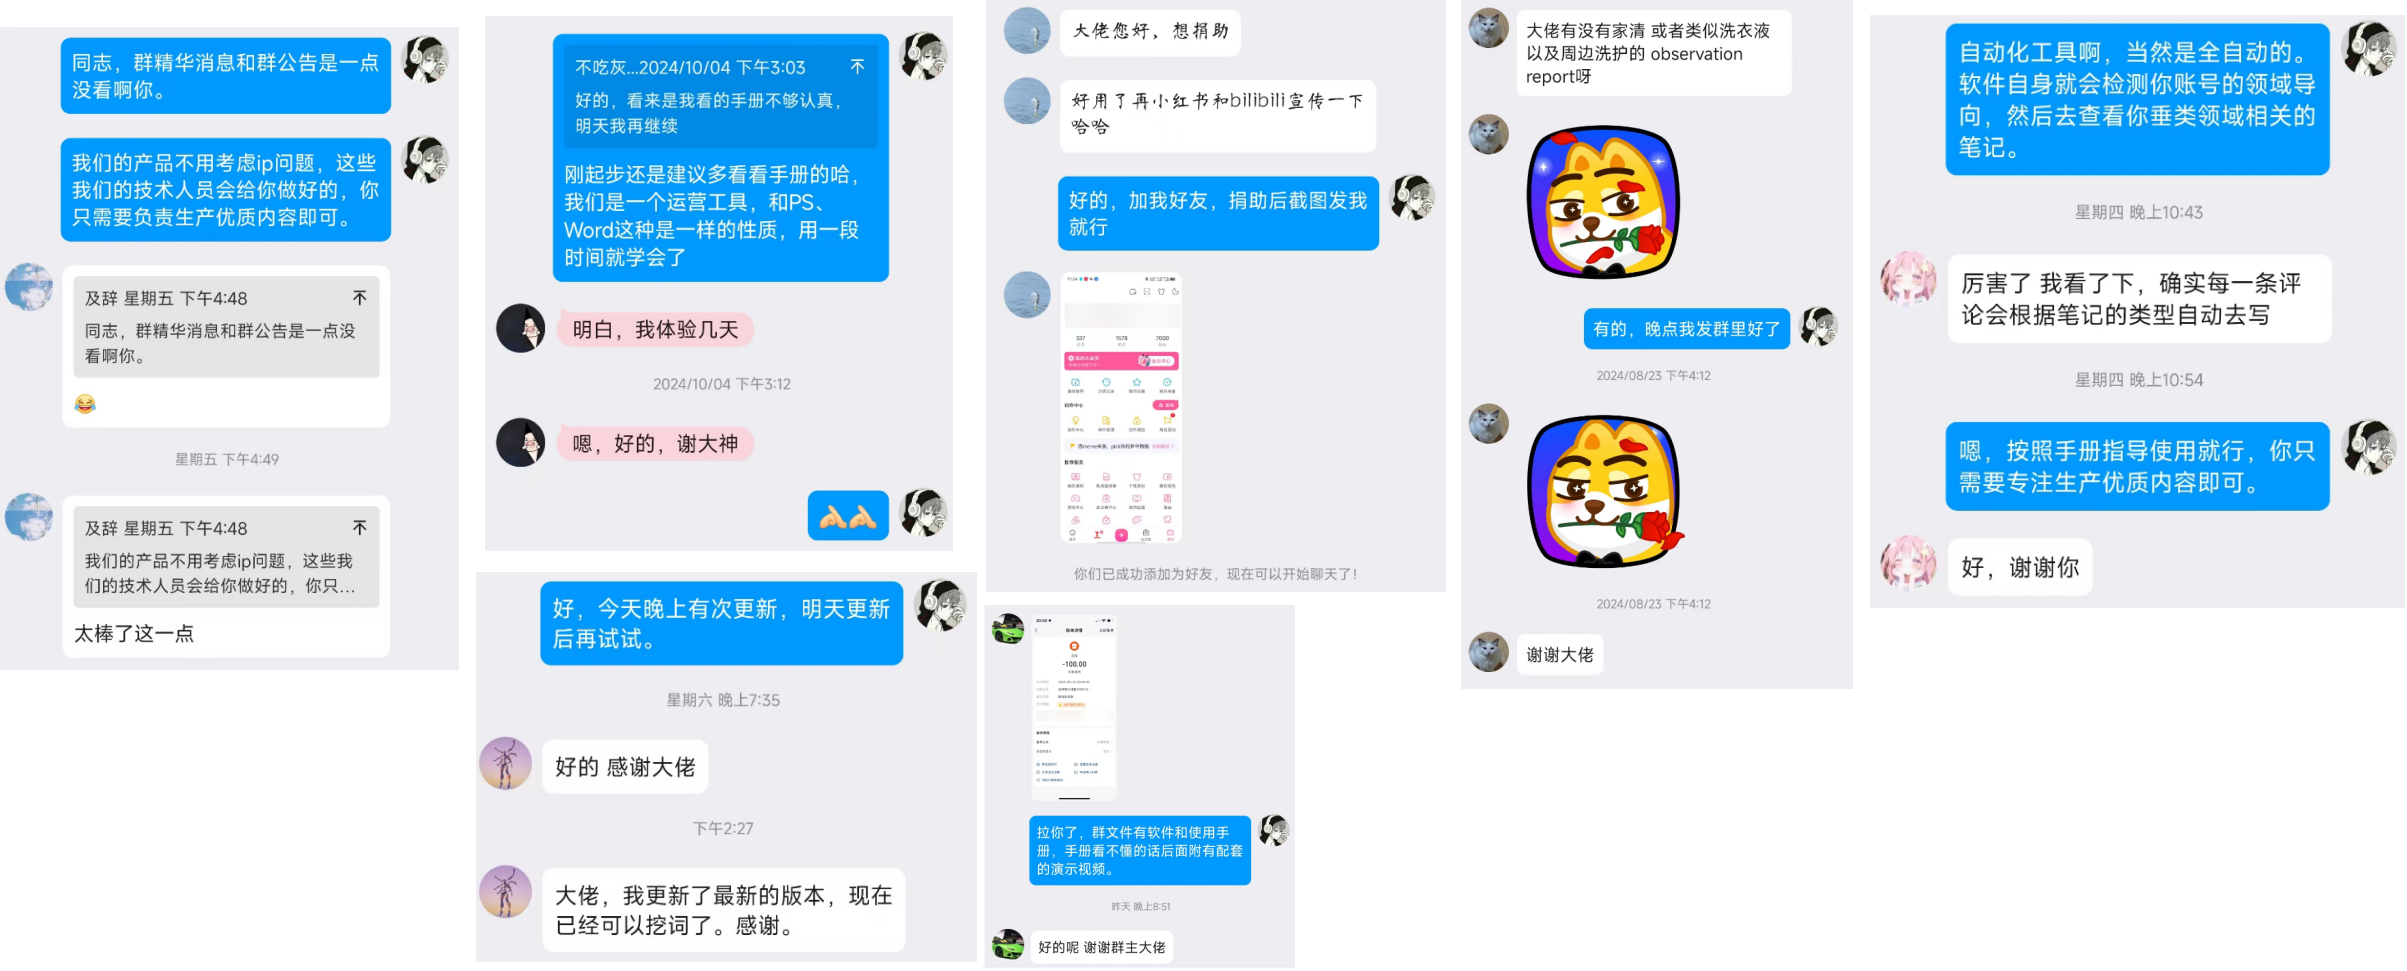 同志，群精华消息和群公告是一点
没看啊你。
我们的产品不用考虑ip问题，这些
我们的技术人员会给你做好的，你
只需要负责生产优质内容即可。
及辞 星期五 下午4:48
同志，群精华消息和群公告是一点没
看啊你。
星期五 下午4:49
及辞 星期五 下午4:48
我们的产品不用考虑ip问题，这些我
们的技术人员会给你做好的，你只...
太棒了这一点
不吃灰...2024/10/04 下午3:03
好的，看来是我看的手册不够认真，
明天我再继续
刚起步还是建议多看看手册的哈，
我们是一个运营工具，和PS、
Word这种是一样的性质，用一段
时间就学会了
明白，我体验几天
2024/10/04 下午3:12
嗯，好的，谢大神
好，今天晚上有次更新，明天更新
后再试试。
星期六 晚上7:35
好的 感谢大佬
下午2:27
大佬，我更新了最新的版本，现在
已经可以挖词了。感谢。
大佬您好，想捐助
好用了再小红书和bilibili宣传一下
哈哈
好的，加我好友，捐助后截图发我
就行
你们已成功添加为好友，现在可以开始聊天了！
-100.00
拉你了，群文件有软件和使用手
册，手册看不懂的话后面附有配套
的演示视频。
昨天 晚上8:51
好的呢 谢谢群主大佬
大佬有没有家清 或者类似洗衣液
以及周边洗护的 observation
report呀
有的，晚点我发群里好了
2024/08/23 下午4:12
2024/08/23 下午4:12
谢谢大佬
自动化工具啊，当然是全自动的。
软件自身就会检测你账号的领域导
向，然后去查看你垂类领域相关的
笔记。
星期四 晚上10:43
厉害了 我看了下，确实每一条评
论会根据笔记的类型自动去写
星期四 晚上10:54
嗯，按照手册指导使用就行，你只
需要专注生产优质内容即可。
好，谢谢你